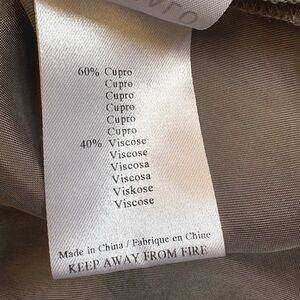 60% Cupro
Cupro
Cupro
Cupro
Cupro
Cupro
40% Viscose
Viscose
Viscosa
Viscosa
Viskose
Viscose
Made in China / Fabrique en Chine
KEEP AWAY FROM FIRE